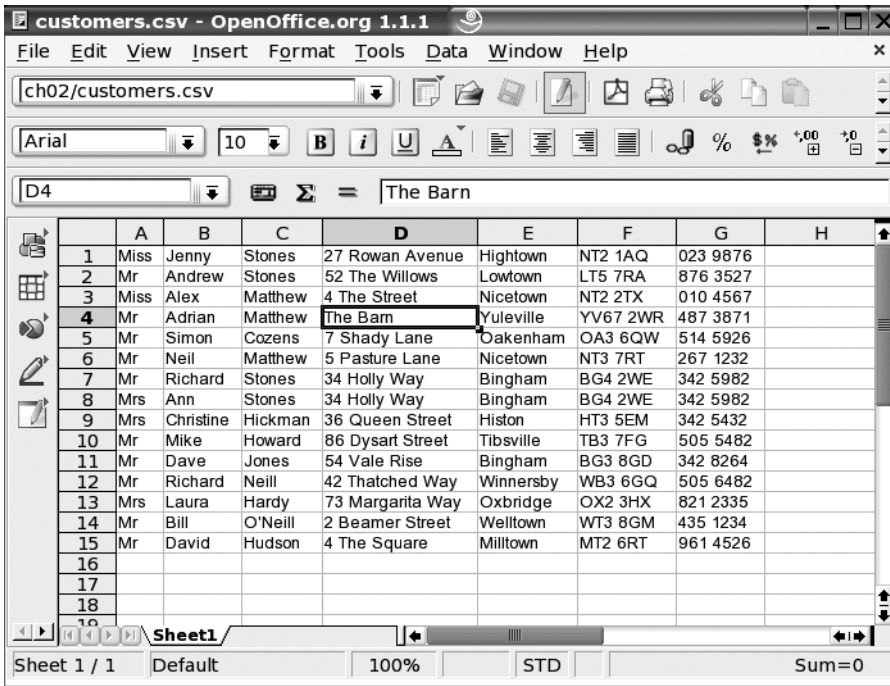 customers.csv - OpenOffice.org 1.1.1
File Edit View Insert Format Tools Data Window Help
ch02/customers.csv
Arial 10 B i U A % $% +,00 +,0
D4 Σ = The Barn
A B C D E F G H
1 Miss Jenny Stones 27 Rowan Avenue Hightown NT2 1AQ 023 9876
2 Mr Andrew Stones 52 The Willows Lowtown LT5 7RA 876 3527
3 Miss Alex Matthew 4 The Street Nicetown NT2 2TX 010 4567
4 Mr Adrian Matthew The Barn Yuleville YV67 2WR 487 3871
5 Mr Simon Cozens 7 Shady Lane Oakenham OA3 6QW 514 5926
6 Mr Neil Matthew 5 Pasture Lane Nicetown NT3 7RT 267 1232
7 Mr Richard Stones 34 Holly Way Bingham BG4 2WE 342 5982
8 Mrs Ann Stones 34 Holly Way Bingham BG4 2WE 342 5982
9 Mrs Christine Hickman 36 Queen Street Histon HT3 5EM 342 5432
10 Mr Mike Howard 86 Dysart Street Tibsville TB3 7FG 505 5482
11 Mr Dave Jones 54 Vale Rise Bingham BG3 8GD 342 8264
12 Mr Richard Neill 42 Thatched Way Winnersby WB3 6GQ 505 6482
13 Mrs Laura Hardy 73 Margarita Way Oxbridge OX2 3HX 821 2335
14 Mr Bill O'Neill 2 Beamer Street Welltown WT3 8GM 435 1234
15 Mr David Hudson 4 The Square Milltown MT2 6RT 961 4526
16
17
18
19
Sheet1
Sheet 1 / 1 Default 100% STD Sum=0